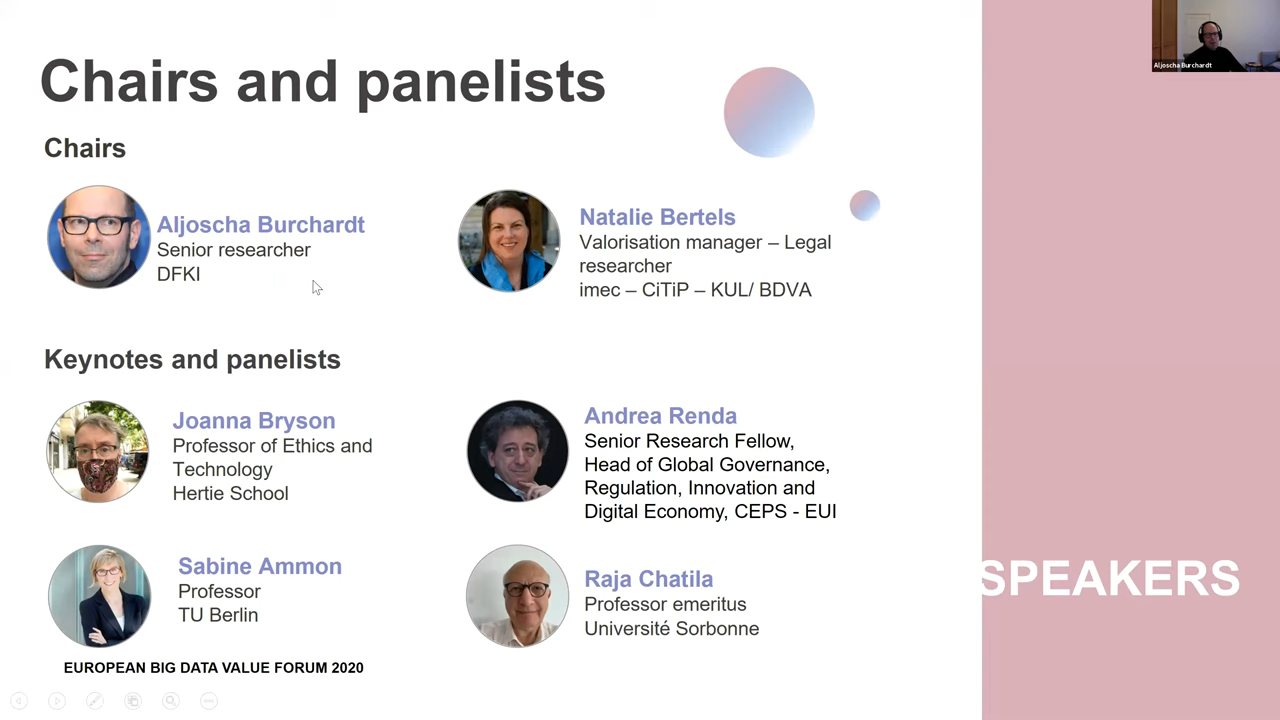 Chairs and panelists
Aljoscha Burchardt
Chairs
Aljoscha Burchardt
Senior researcher
DFKI
Natalie Bertels
Valorisation manager – Legal
researcher
imec – CiTiP – KUL/ BDVA
Keynotes and panelists
Joanna Bryson
Professor of Ethics and
Technology
Hertie School
Andrea Renda
Senior Research Fellow,
Head of Global Governance,
Regulation, Innovation and
Digital Economy, CEPS - EUI
Sabine Ammon
Professor
TU Berlin
Raja Chatila
Professor emeritus
Université Sorbonne
SPEAKERS
EUROPEAN BIG DATA VALUE FORUM 2020